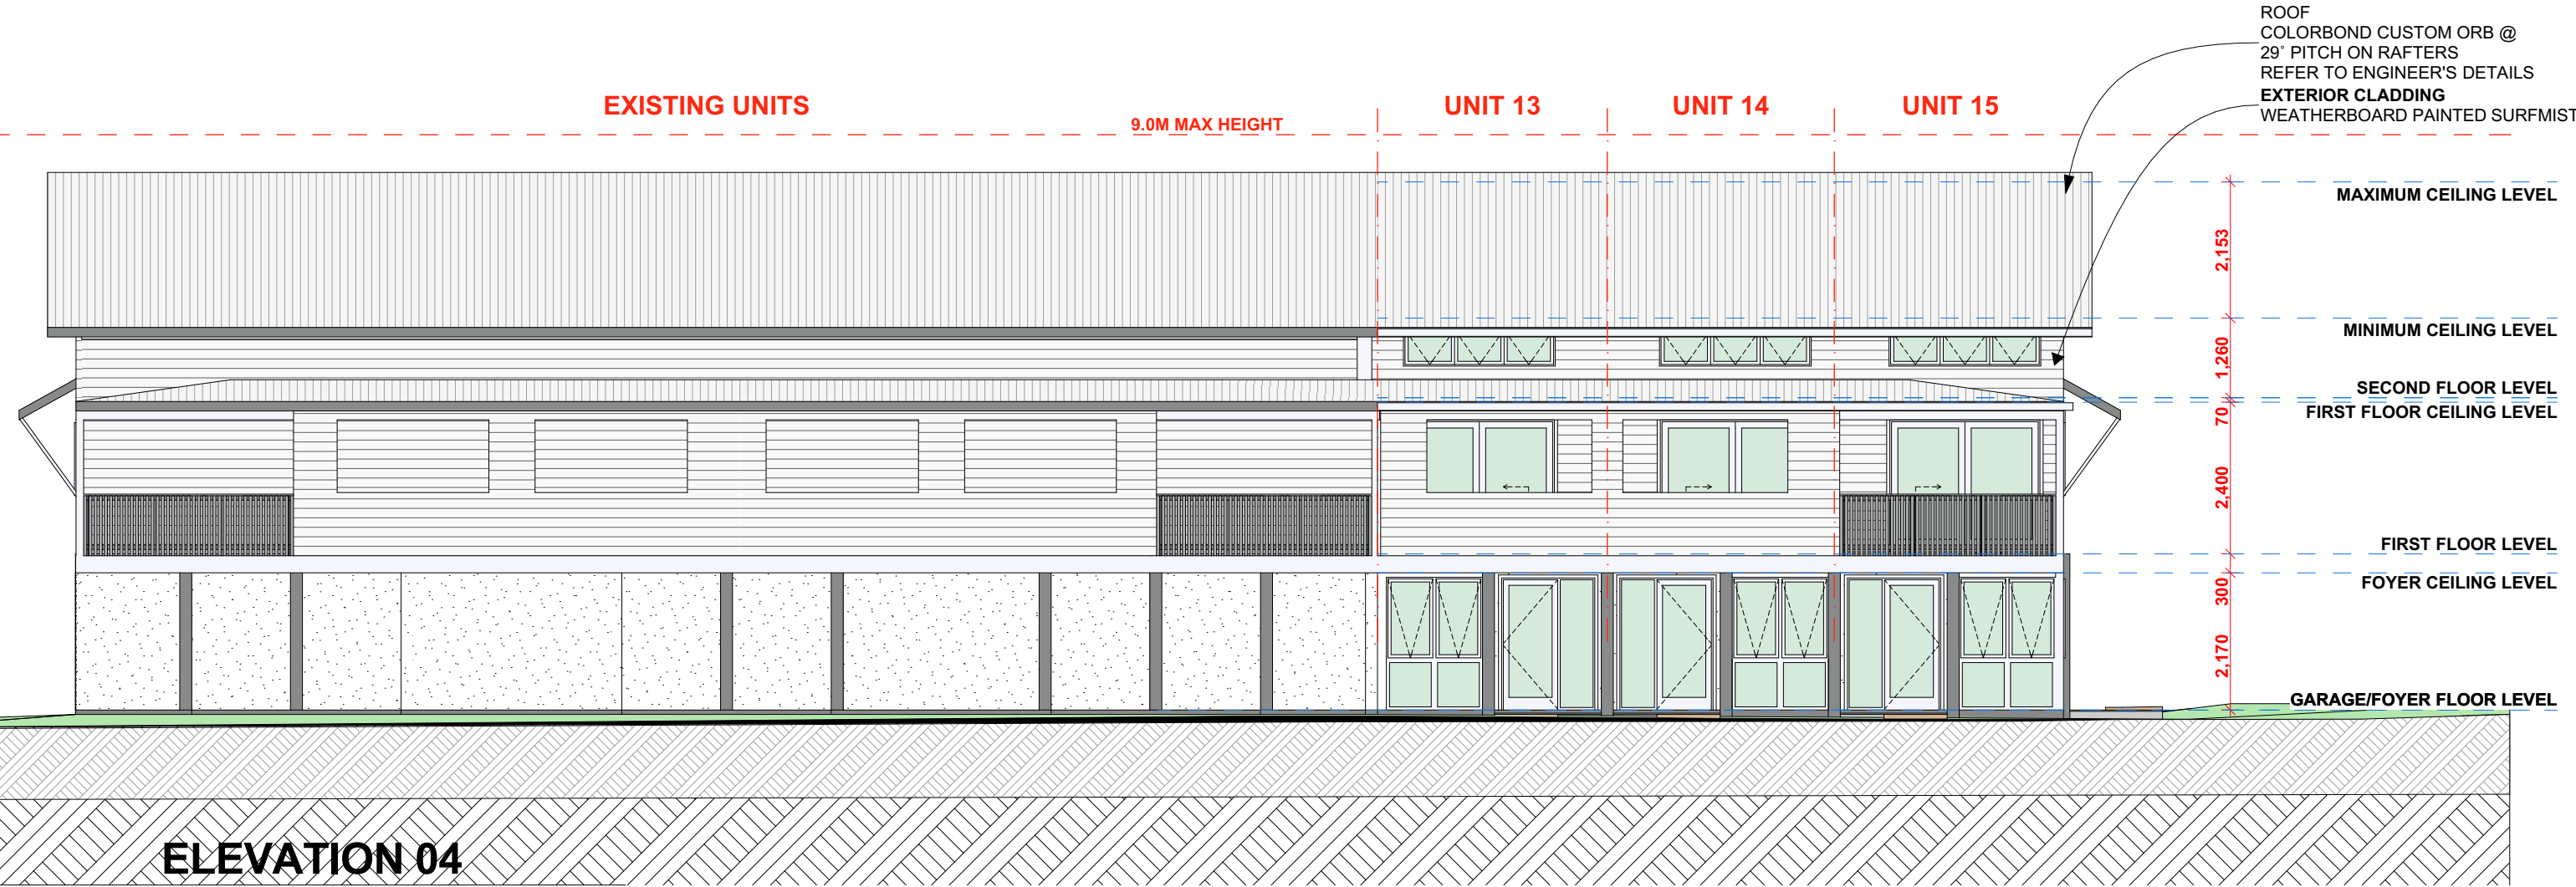 ROOF
COLORBOND CUSTOM ORB @
29° PITCH ON RAFTERS
REFER TO ENGINEER'S DETAILS
EXTERIOR CLADDING
WEATHERBOARD PAINTED SURFMIST
EXISTING UNITS
UNIT 13
UNIT 14
UNIT 15
9.0M MAX HEIGHT
MAXIMUM CEILING LEVEL
2,153
MINIMUM CEILING LEVEL
1,260
SECOND FLOOR LEVEL
70
FIRST FLOOR CEILING LEVEL
2,400
FIRST FLOOR LEVEL
300
FOYER CEILING LEVEL
2,170
GARAGE/FOYER FLOOR LEVEL
ELEVATION 04